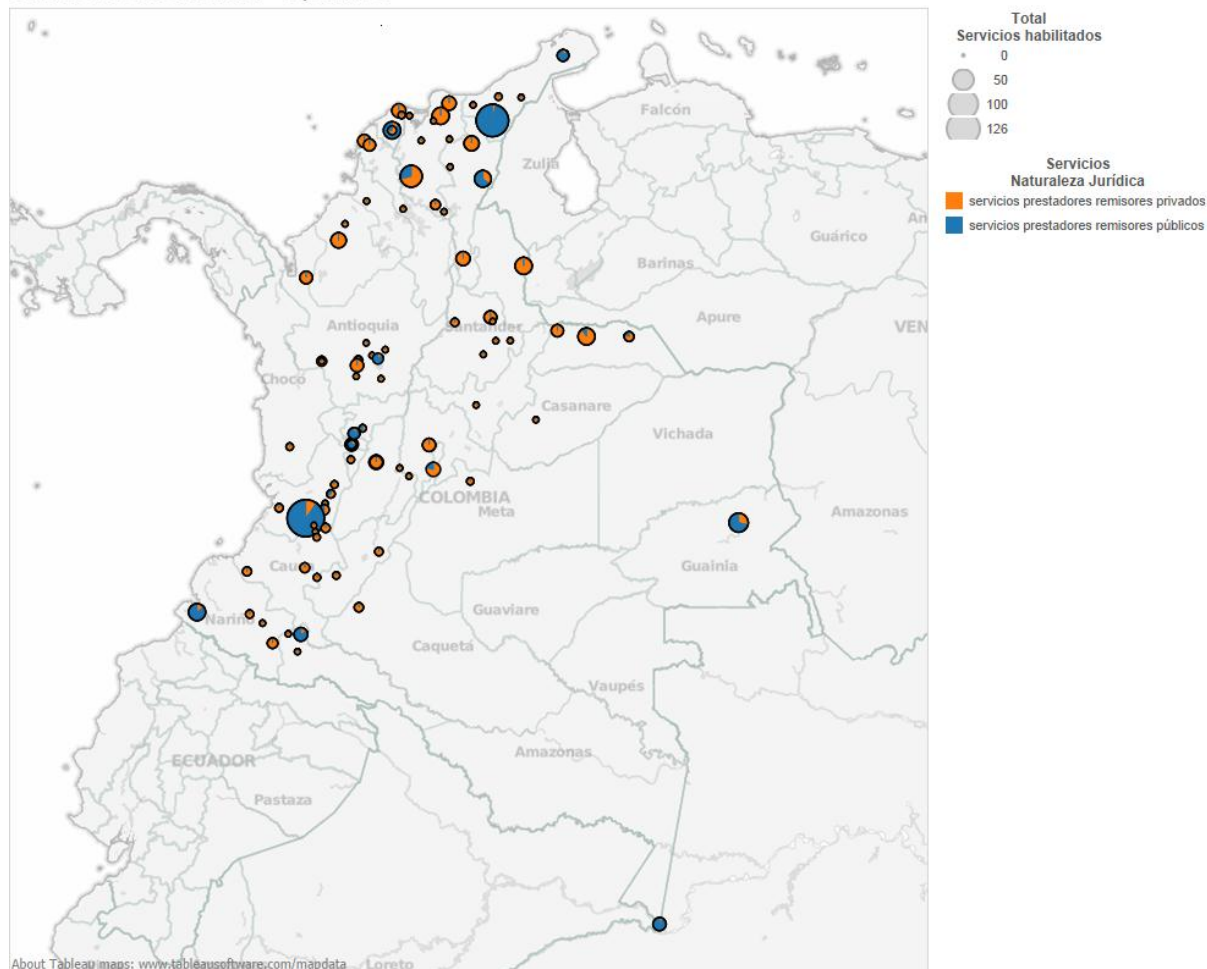 Total
Servicios habilitados
0
50
100
126
Servicios
Naturaleza Jurídica
servicios prestadores remisores privados
servicios prestadores remisores públicos
Falcón
Zulia
Guárico
Barinas
Apure
VEN
Antioquia
Santander
Chocó
Casanare
Vichada
COLOMBIA
Meta
Amazonas
Cauca
Guainía
Nariño
Guaviare
Caquetá
Vaupés
Amazonas
ECUADOR
Pastaza
Loreto
About Tableau maps: www.tableausoftware.com/mapdata